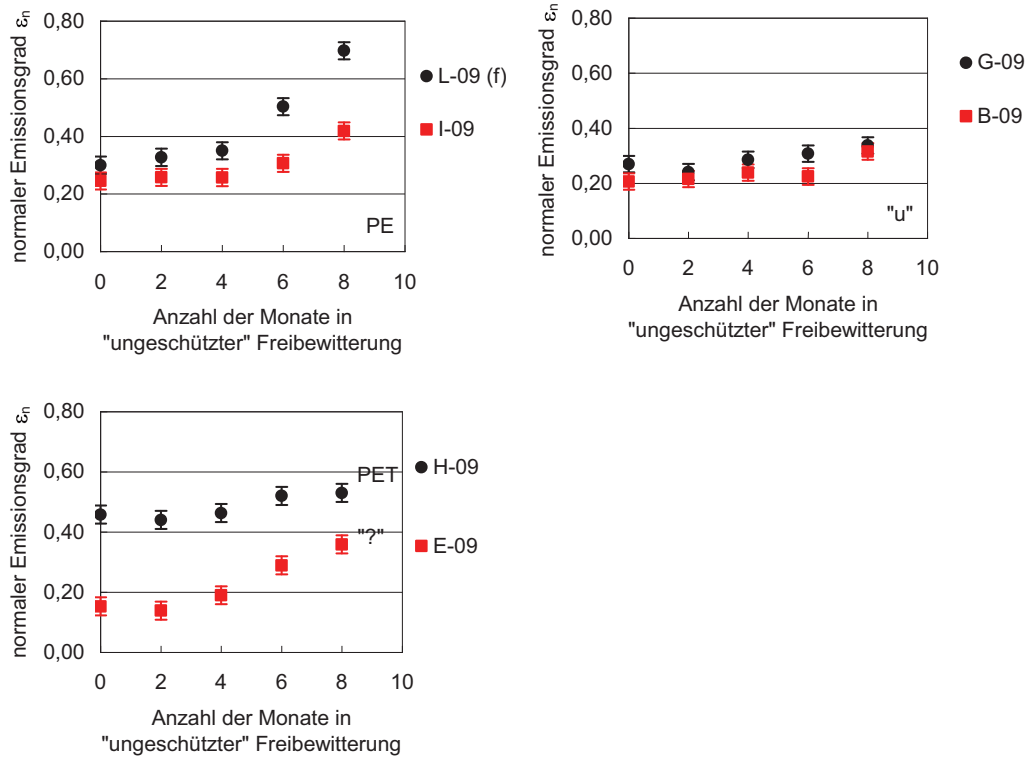 normaler Emissionsgrad εn
0,80
0,60
0,40
0,20
0,00
0 2 4 6 8 10
PE
L-09 (f)
I-09
Anzahl der Monate in
"ungeschützter" Freibewitterung
normaler Emissionsgrad εn
0,80
0,60
0,40
0,20
0,00
0 2 4 6 8 10
"u"
G-09
B-09
Anzahl der Monate in
"ungeschützter" Freibewitterung
normaler Emissionsgrad εn
0,80
0,60
0,40
0,20
0,00
0 2 4 6 8 10
PET
"?"
H-09
E-09
Anzahl der Monate in
"ungeschützter" Freibewitterung